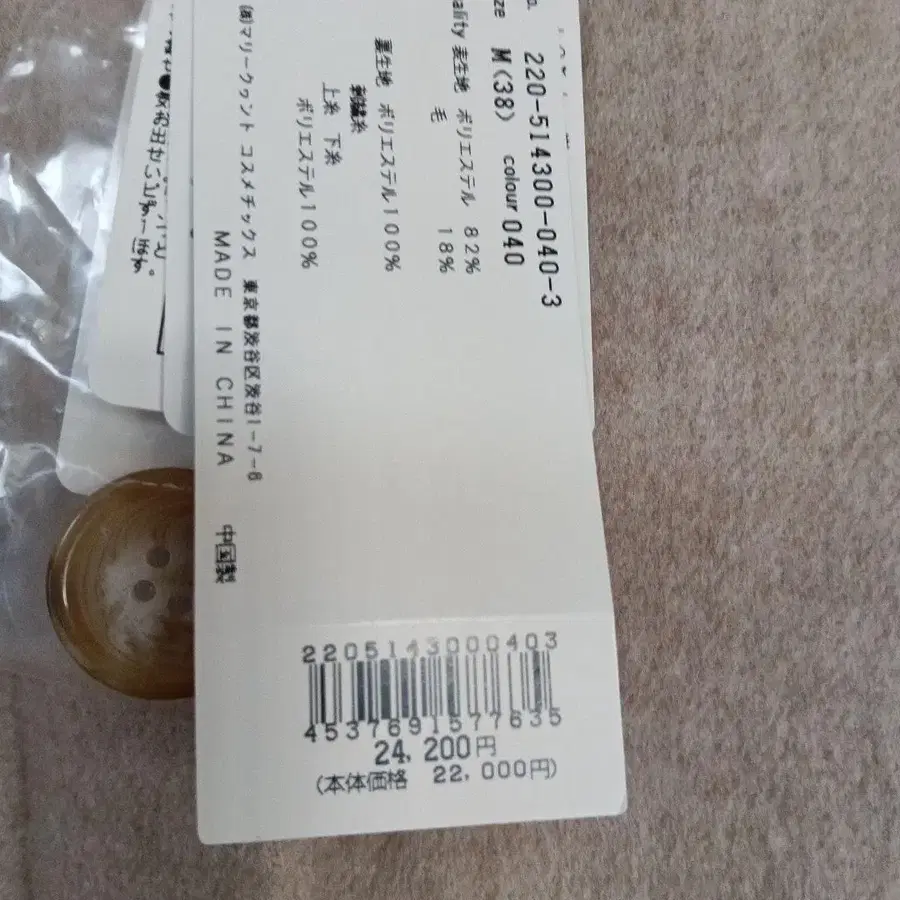 220-514300-040-3
M(38) colour 040
表生地 ポリエステル 82%
毛 18%
裏生地 ポリエステル100%
刺繍糸
上糸 下糸
ポリエステル100%
(株)マリークヮント コスメチックス 東京都渋谷区渋谷1-7-6
MADE IN CHINA 中国製
2205143000403
4537691577635
24,200円
(本体価格 22,000円)